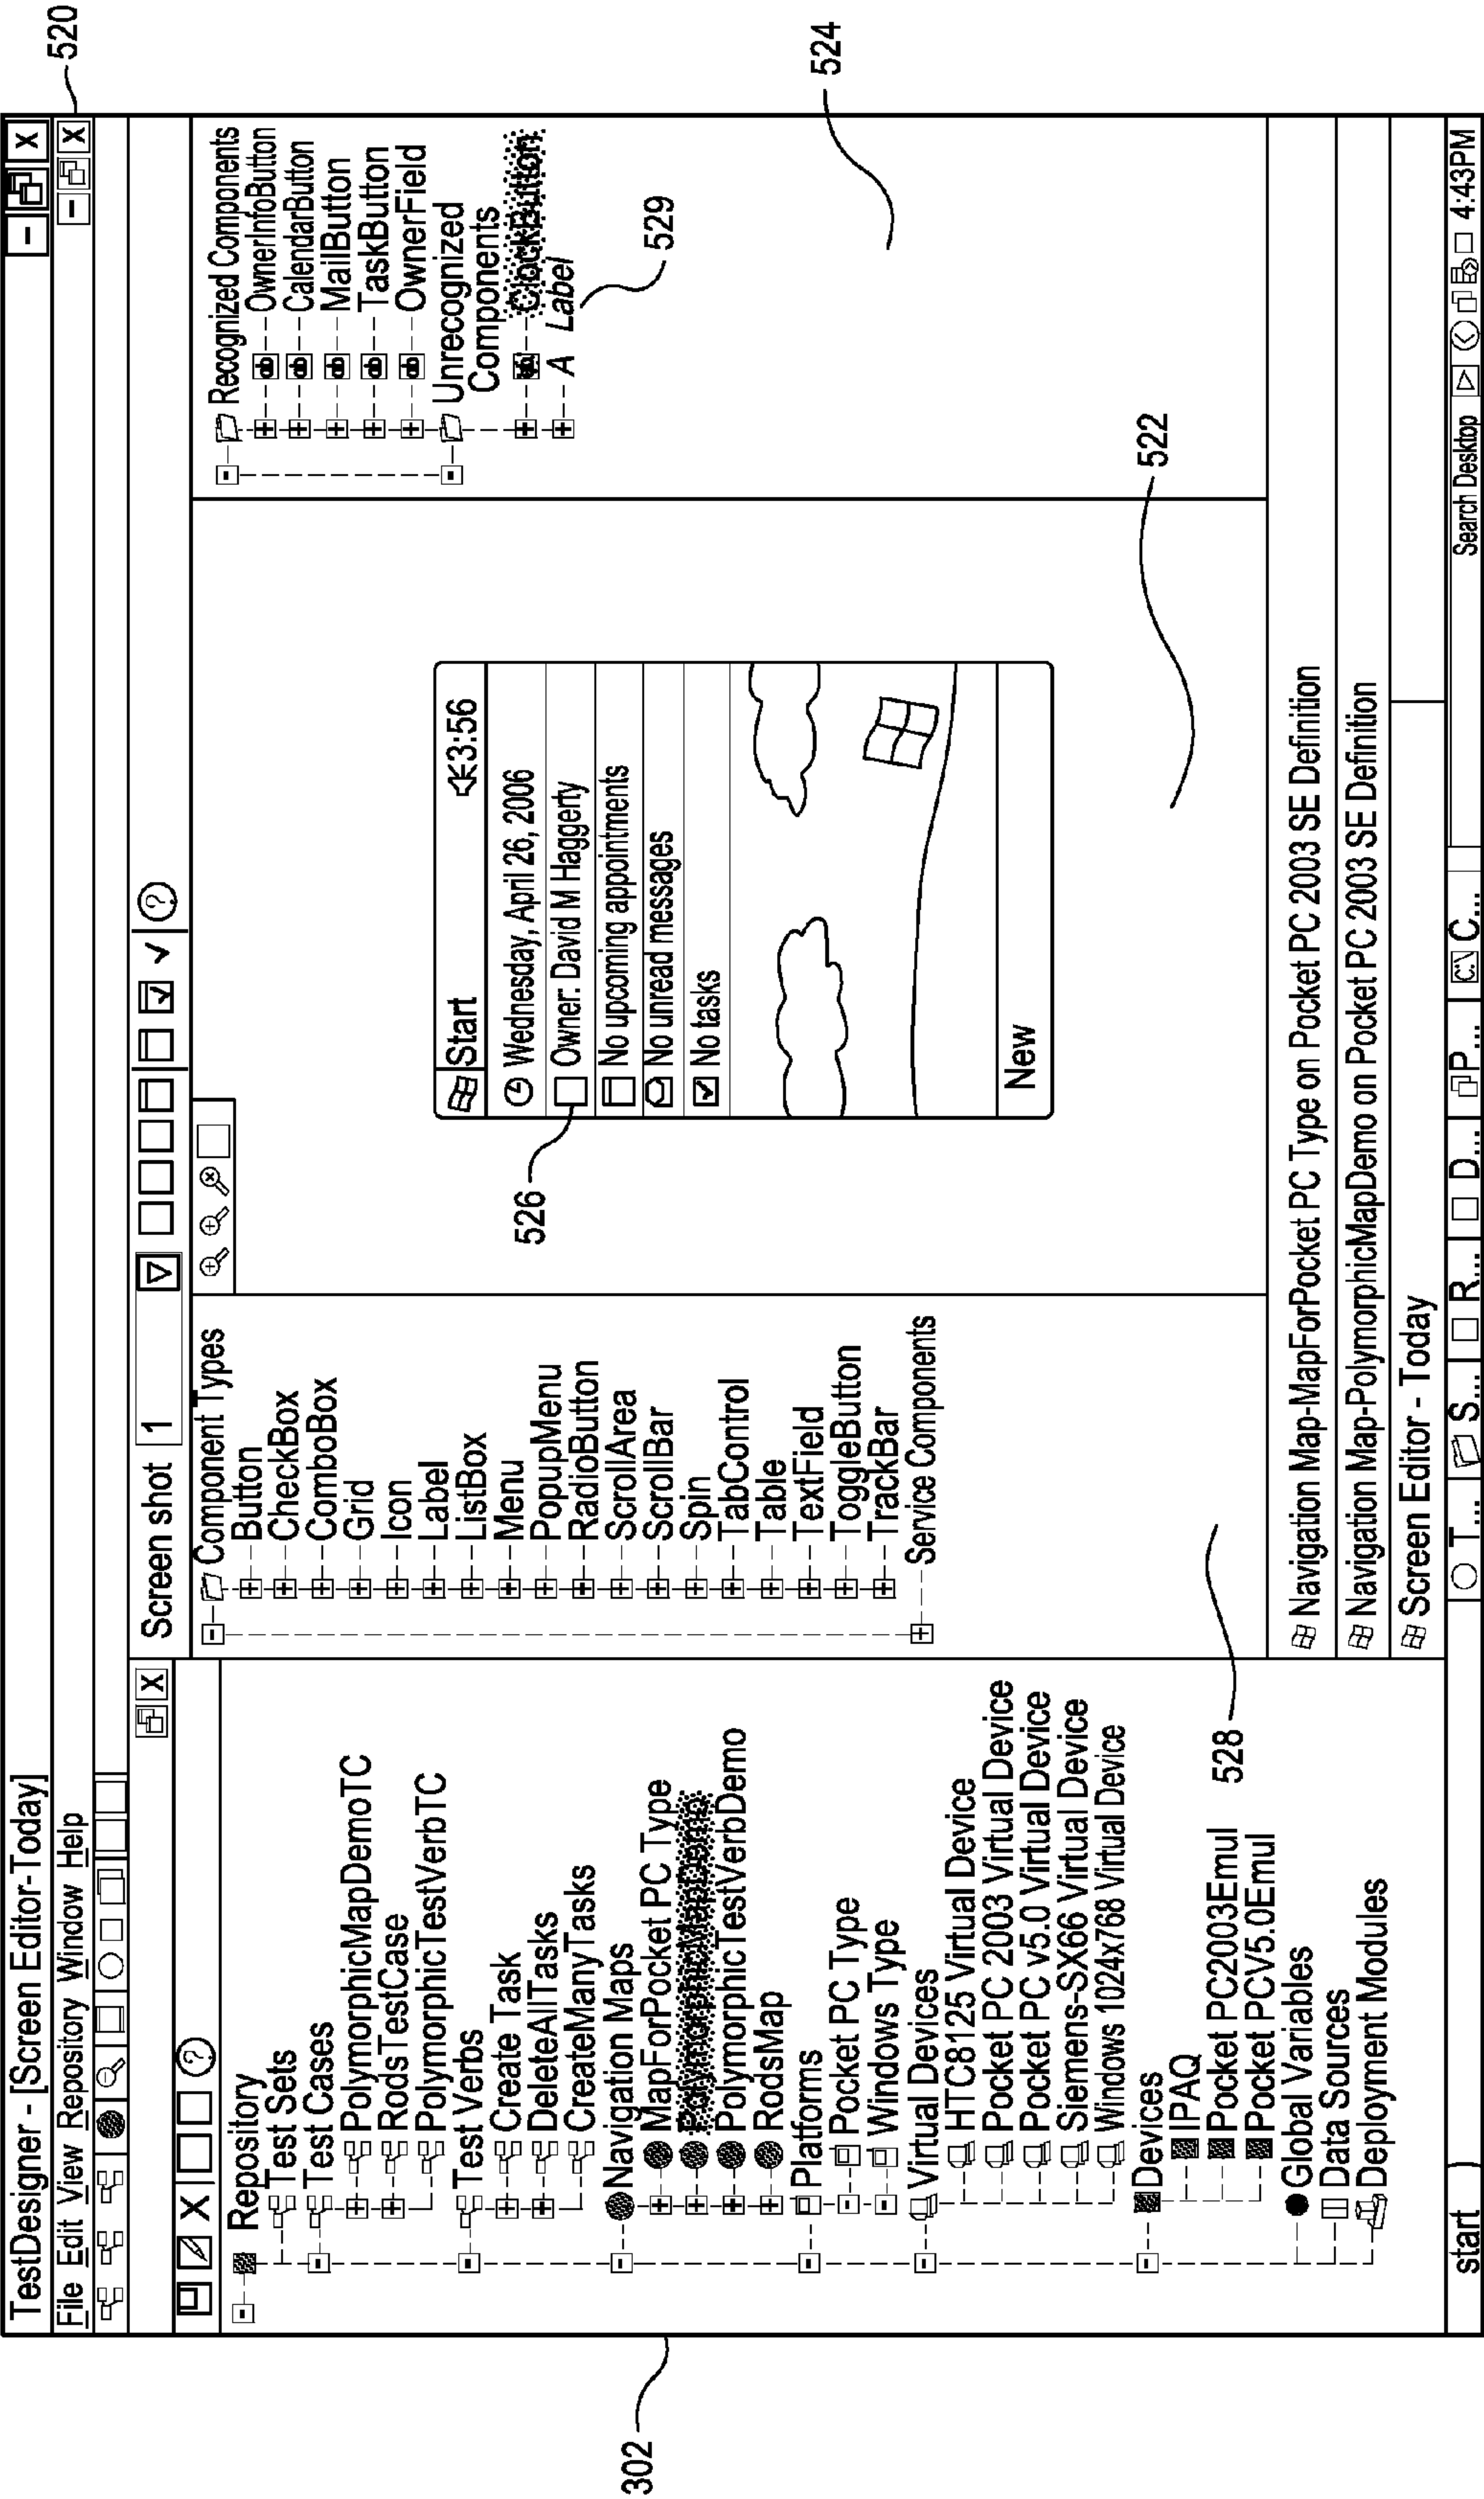 520
TestDesigner - [Screen Editor-Today]
- X
File Edit View Repository Window Help
- X
X
Screen shot 1
?
X ?
Repository
Test Sets
Test Cases
PolymorphicMapDemoTC
RodsTestCase
PolymorphicTestVerbTC
Test Verbs
Create Task
DeleteAllTasks
CreateManyTasks
Navigation Maps
MapForPocket PC Type
PolymorphicTestVerbDemo
RodsMap
Platforms
Pocket PC Type
Windows Type
Virtual Devices
HTC8125 Virtual Device
Pocket PC 2003 Virtual Device
Pocket PC v5.0 Virtual Device
Siemens-SX66 Virtual Device
Windows 1024x768 Virtual Device
Devices
IPAQ
Pocket PC2003Emul
Pocket PCV5.0Emul
Global Variables
Data Sources
Deployment Modules
302
Component Types
Button
CheckBox
ComboBox
Grid
Icon
Label
ListBox
Menu
PopupMenu
RadioButton
ScrollArea
ScrollBar
Spin
TabControl
Table
TextField
ToggleButton
TrackBar
Service Components
528
Start 3:56
Wednesday, April 26, 2006
Owner: David M Haggerty
No upcoming appointments
No unread messages
No tasks
New
526
522
Recognized Components
ab OwnerInfoButton
ab CalendarButton
ab MailButton
ab TaskButton
ab OwnerField
Unrecognized
Components
ClockButton
A Label
529
524
Navigation Map-MapForPocket PC Type on Pocket PC 2003 SE Definition
Navigation Map-PolymorphicMapDemo on Pocket PC 2003 SE Definition
Screen Editor - Today
start T... S... R... D... P... C:\ C... Search Desktop 4:43PM